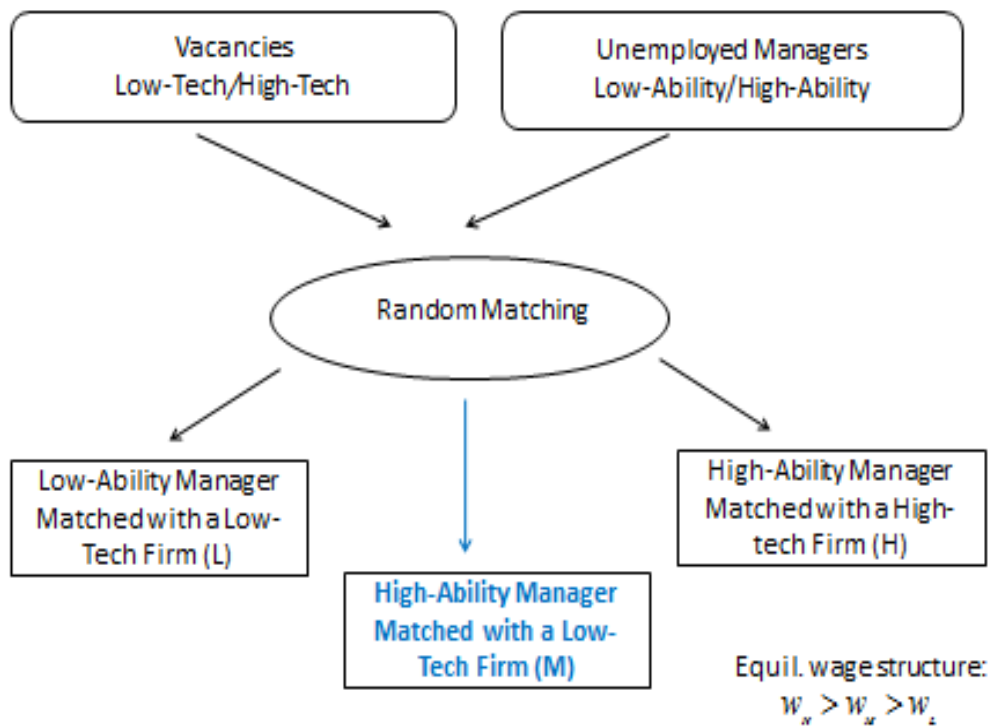 Vacancies
Low-Tech/High-Tech
Unemployed Managers
Low-Ability/High-Ability
Random Matching
Low-Ability Manager
Matched with a Low-
Tech Firm (L)
High-Ability Manager
Matched with a Low-
Tech Firm (M)
High-Ability Manager
Matched with a High-
tech Firm (H)
Equil. wage structure:
w > w > w